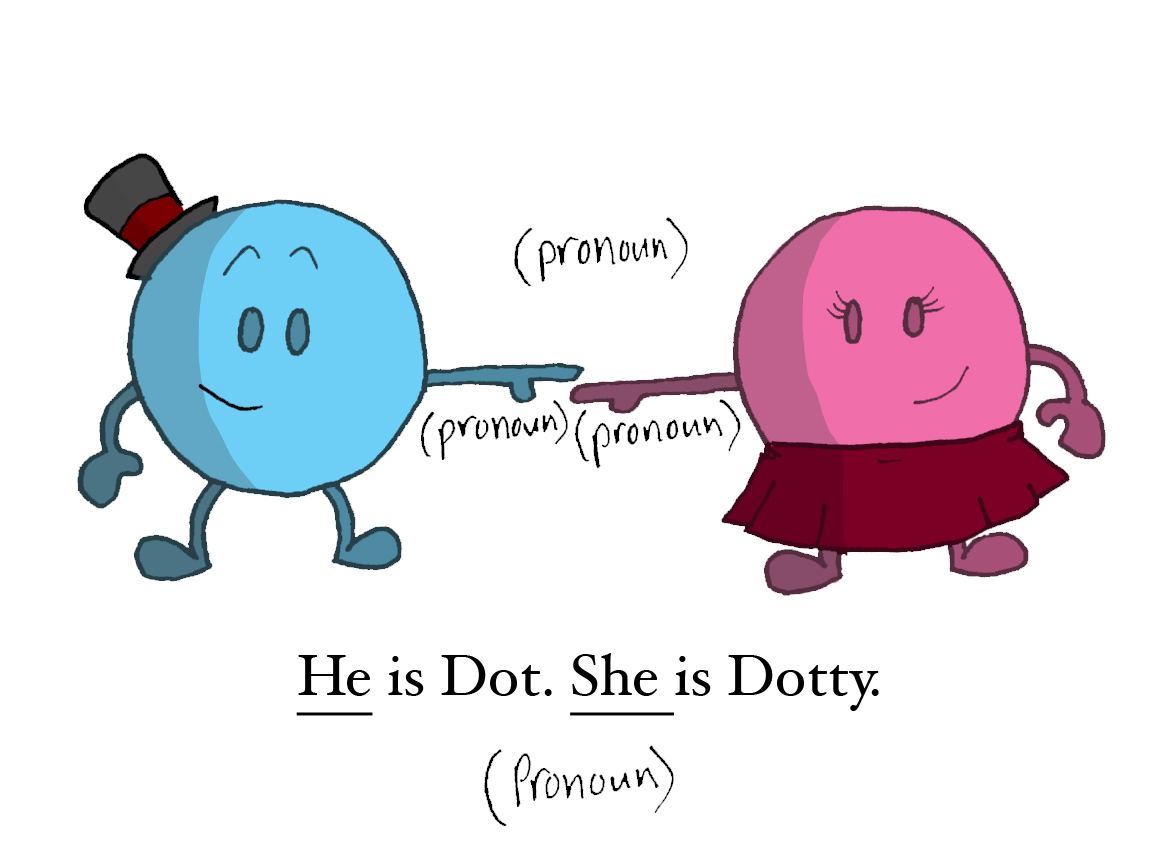 (pronoun)
(pronoun) (pronoun)
He is Dot. She is Dotty.
(Pronoun)